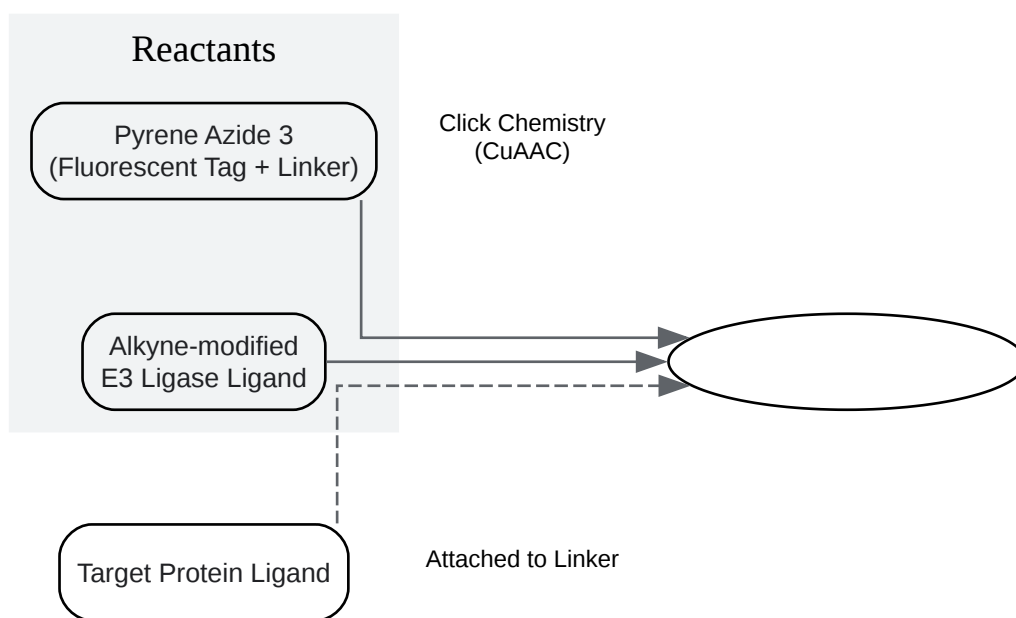 Reactants
Pyrene Azide 3
(Fluorescent Tag + Linker)
Click Chemistry
(CuAAC)
Alkyne-modified
E3 Ligase Ligand
Target Protein Ligand
Attached to Linker